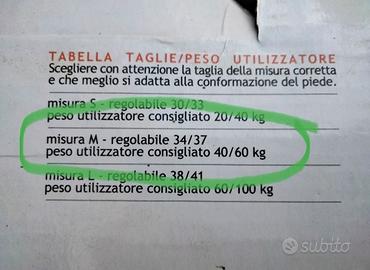 TABELLA TAGLIE/PESO UTILIZZATORE
Scegliere con attenzione la taglia della misura corretta
e che meglio si adatta alla conformazione del piede.
misura S - regolabile 30/33
peso utilizzatore consigliato 20/40 kg
misura M - regolabile 34/37
peso utilizzatore consigliato 40/60 kg
misura L - regolabile 38/41
peso utilizzatore consigliato 60/100 kg
subito